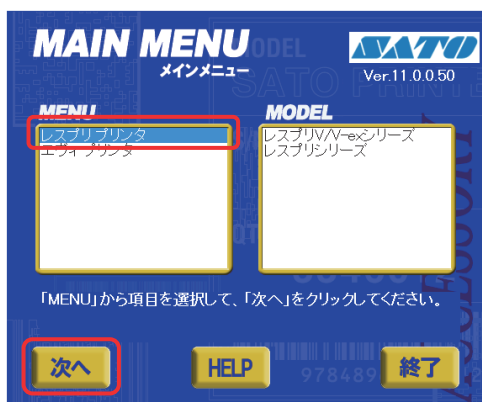 MAIN MENU
メインメニュー
SATO
Ver.11.0.0.50
MENU
レスプリプリンタ
エヴィプリンタ
MODEL
レスプリV/V-exシリーズ
レスプリシリーズ
「MENU」から項目を選択して、「次へ」をクリックしてください。
次へ
HELP
終了